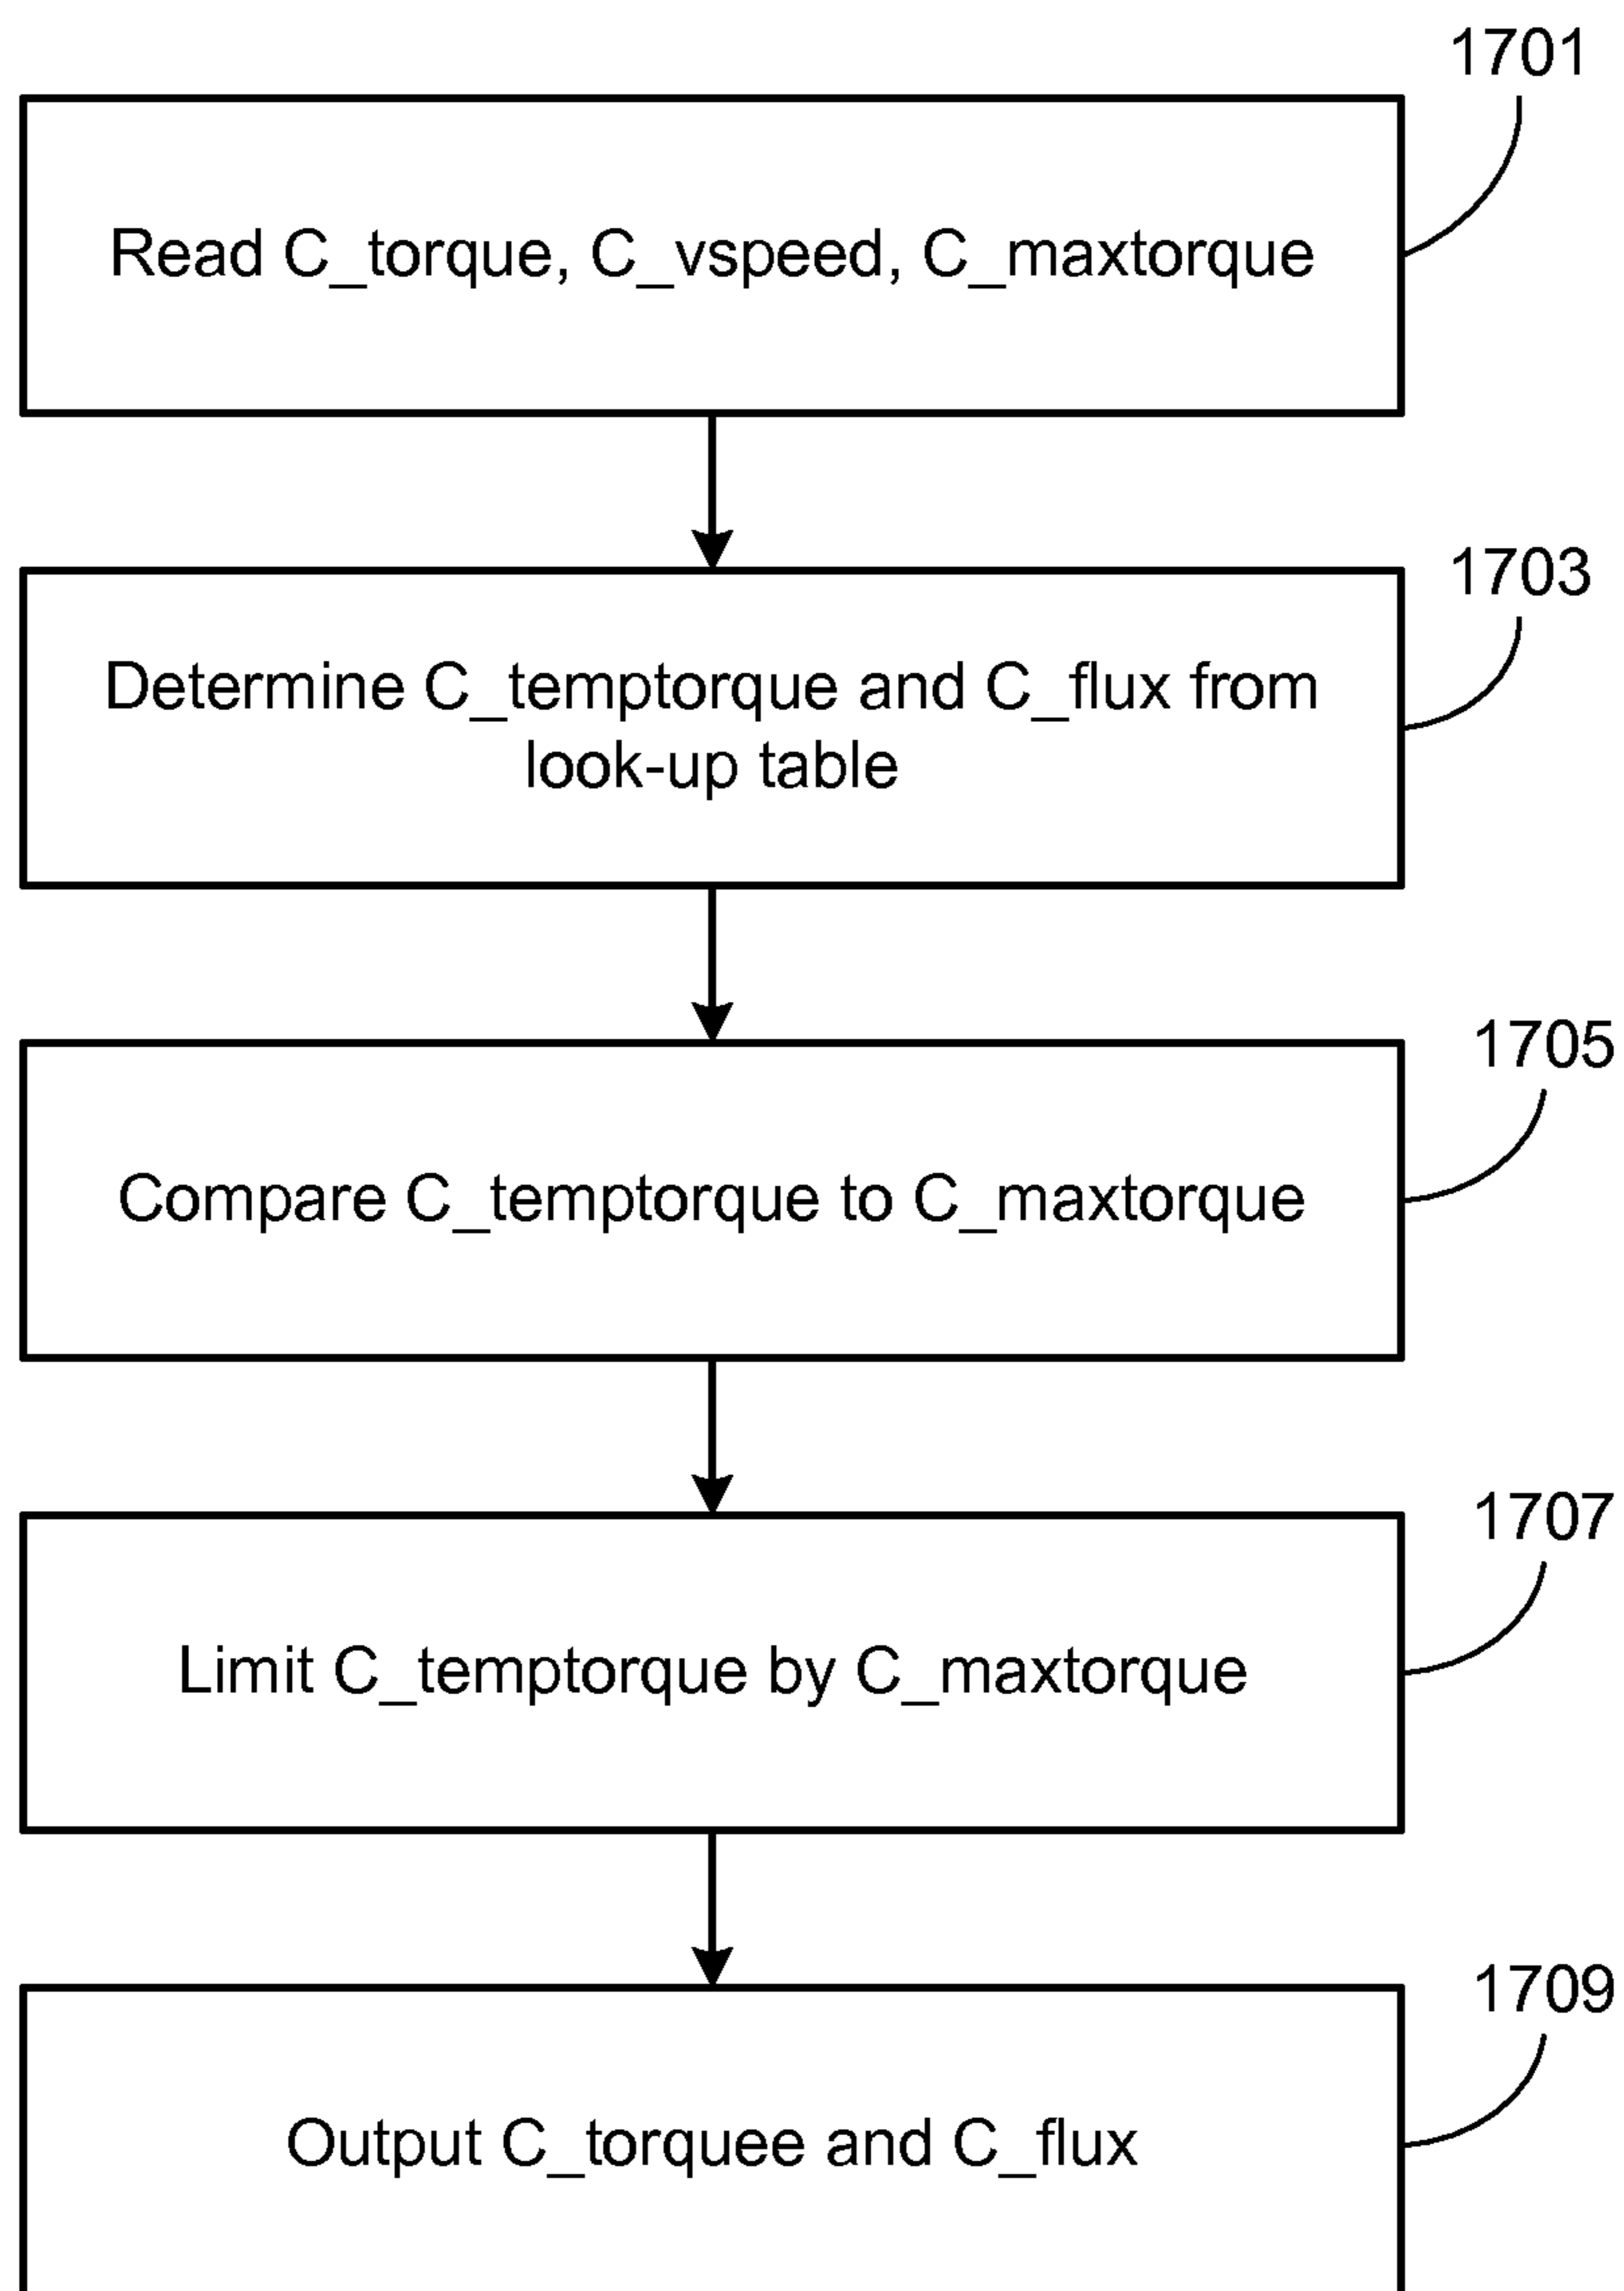 1701
Read C_torque, C_vspeed, C_maxtorque
1703
Determine C_temptorque and C_flux from
look-up table
1705
Compare C_temptorque to C_maxtorque
1707
Limit C_temptorque by C_maxtorque
1709
Output C_torquee and C_flux